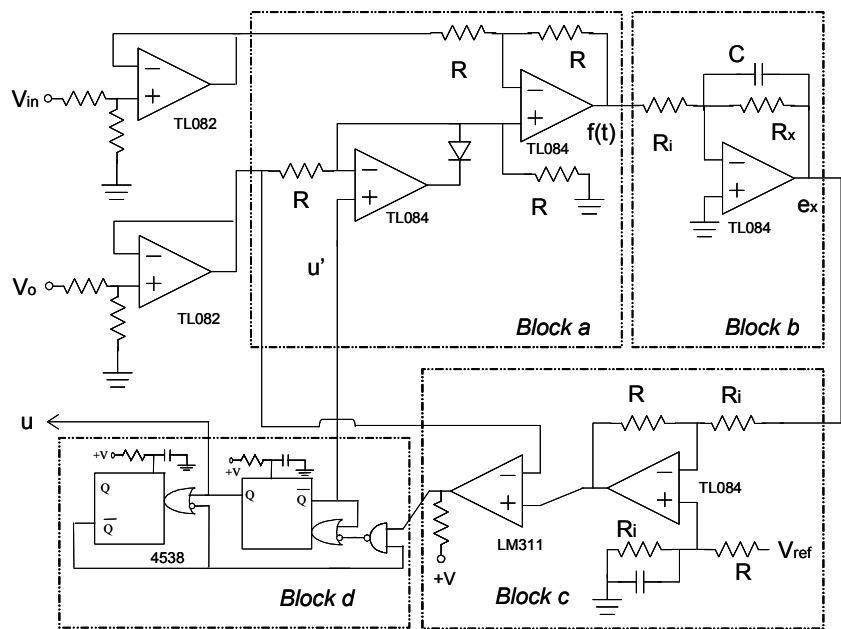 C
R
R
Vin
TL082
TL084
f(t)
Ri
Rx
R
TL084
R
TL084
ex
u'
Vo
TL082
Block a
Block b
u
R
Ri
+V
+V
TL084
Q
Q
Q
Q
4538
LM311
Ri
Vref
+V
R
Block d
Block c